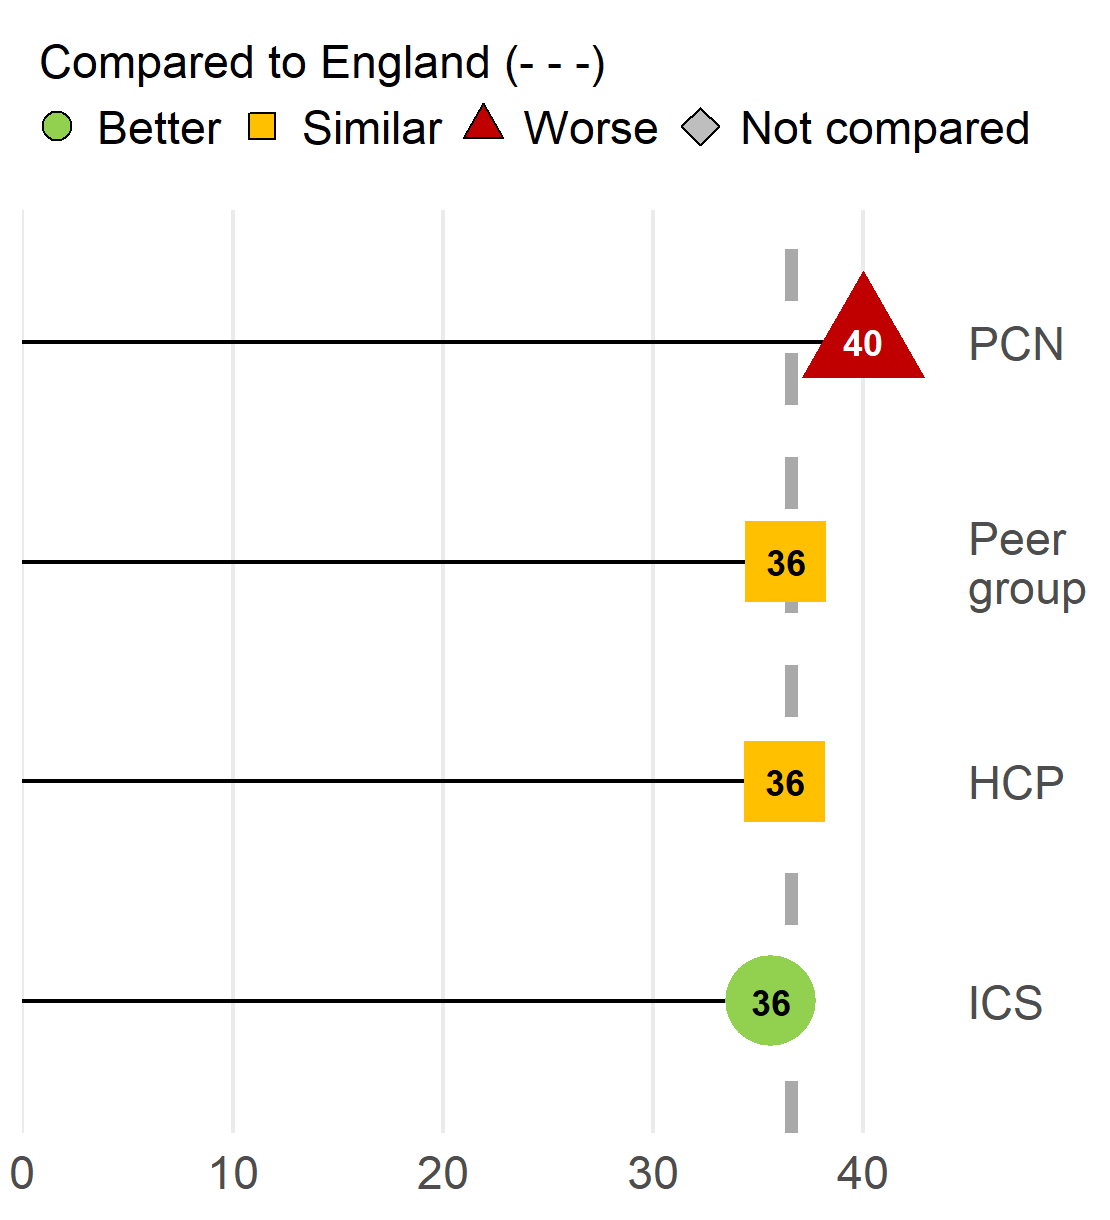 Compared to England (- - -)
Better Similar Worse Not compared
40 PCN
36 Peer
group
36 HCP
36 ICS
0 10 20 30 40